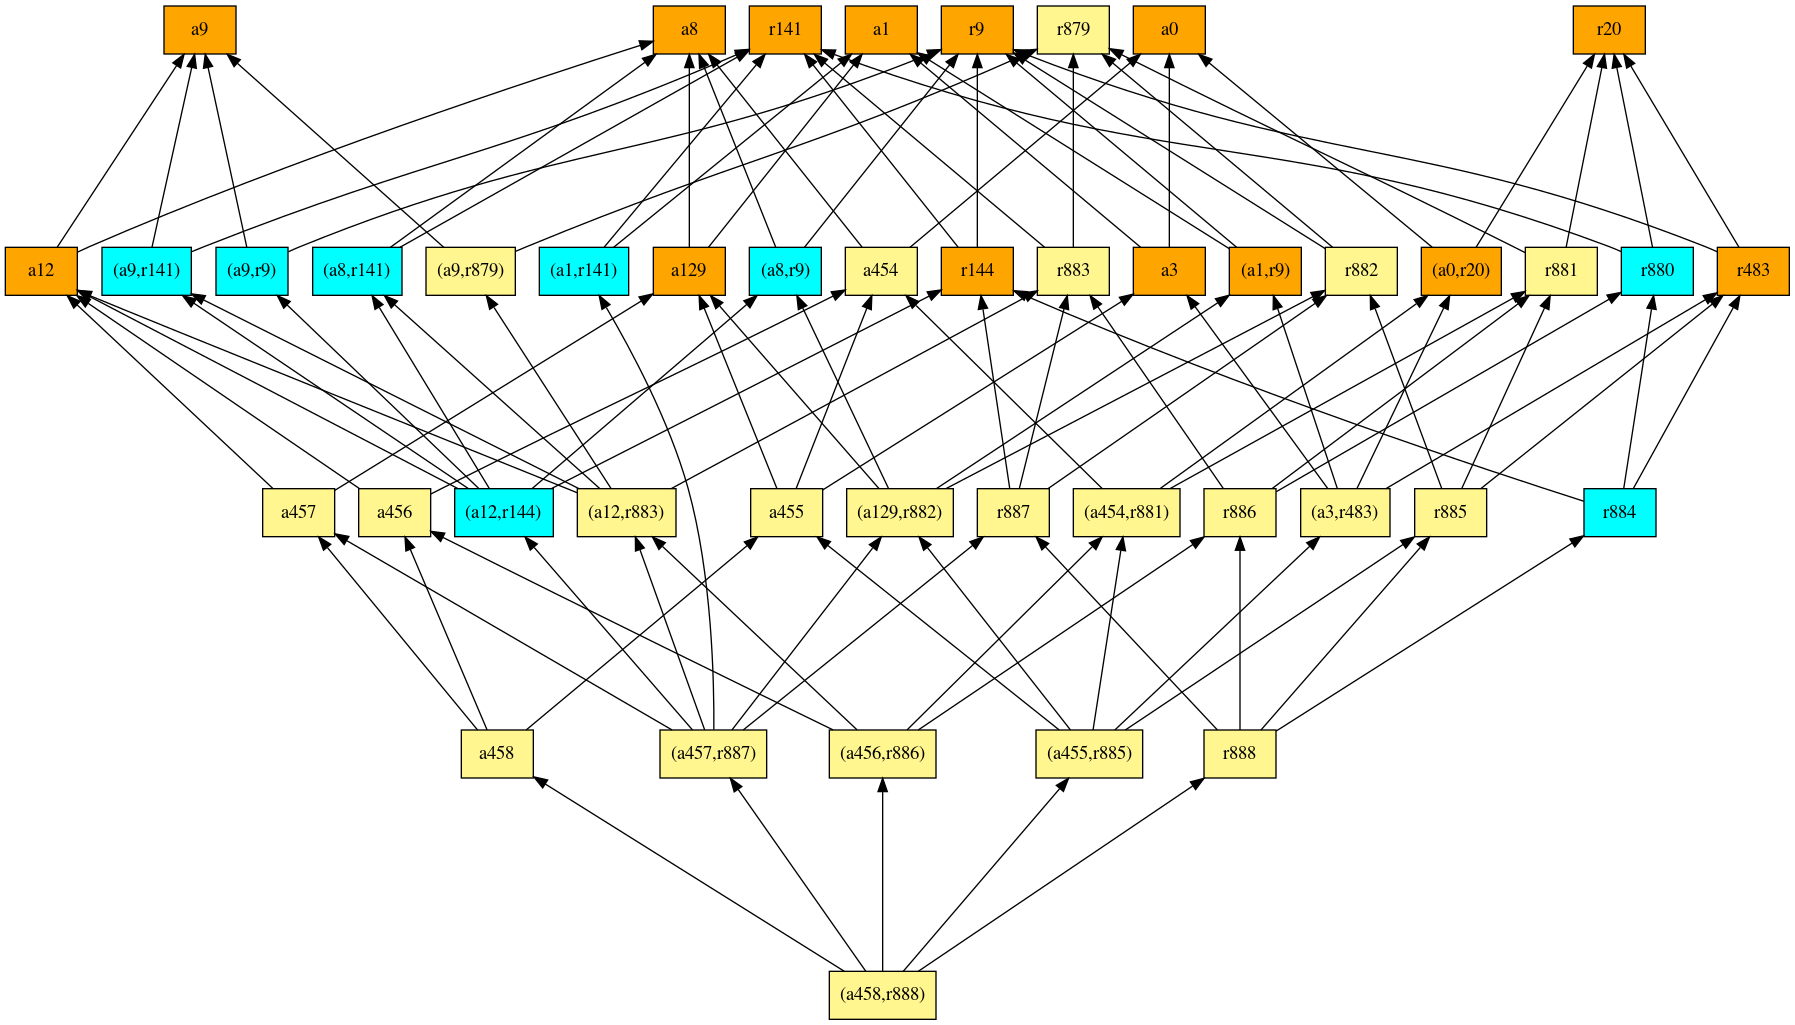 a9
a8
r141
a1
r9
r879
a0
r20
a12
(a9,r141)
(a9,r9)
(a8,r141)
(a9,r879)
(a1,r141)
a129
(a8,r9)
a454
r144
r883
a3
(a1,r9)
r882
(a0,r20)
r881
r880
r483
a457
a456
(a12,r144)
(a12,r883)
a455
(a129,r882)
r887
(a454,r881)
r886
(a3,r483)
r885
r884
a458
(a457,r887)
(a456,r886)
(a455,r885)
r888
(a458,r888)